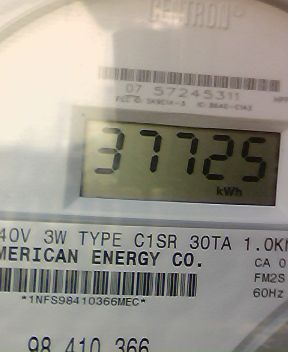 CENTRON
07 57245311
37725
kWh
40V 3W TYPE C1SR 30TA 1.0K
MERICAN ENERGY CO.
CA 0
FM2S
60Hz
*1NFS98410366MEC*
98 410 366